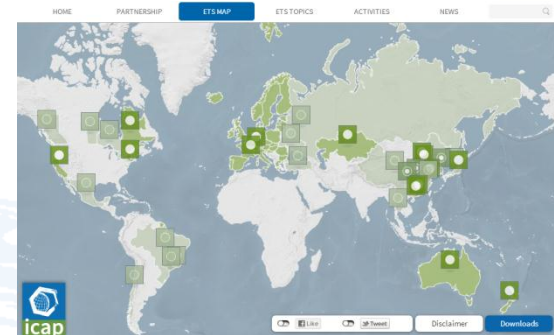 HOME PARTNERSHIP ETS MAP ETS TOPICS ACTIVITIES NEWS
icap
Like Tweet Disclaimer Downloads